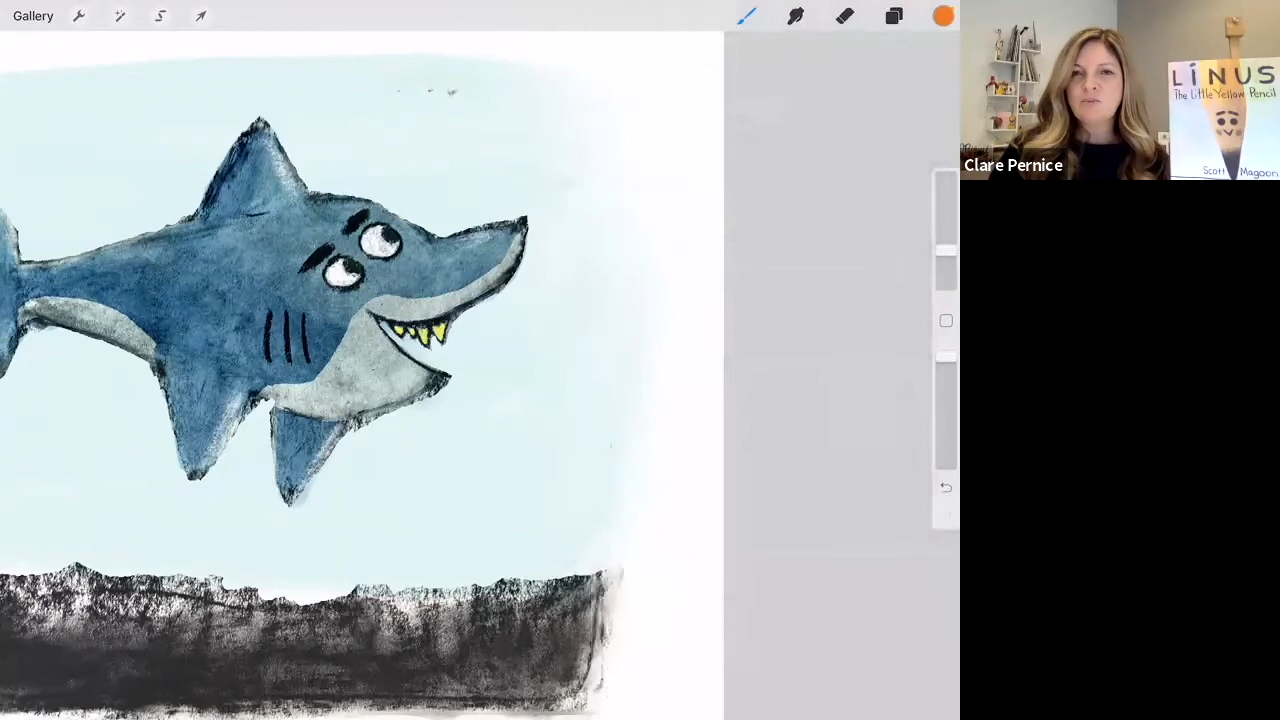 Gallery
LiNUS
The Little Yellow Pencil
Scott Magoon
Clare Pernice